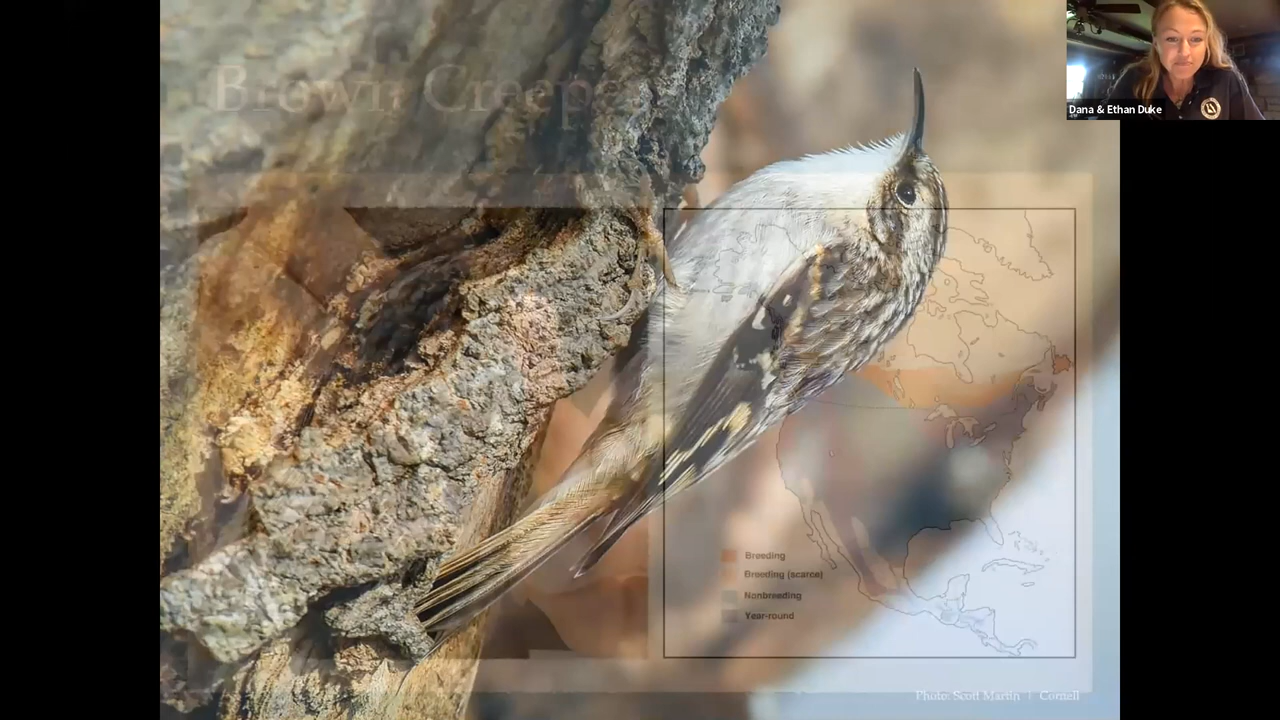 Brown Creeper
Dana & Ethan Duke
Breeding
Breeding (scarce)
Nonbreeding
Year-round
Photo: Scott Martin | Cornell